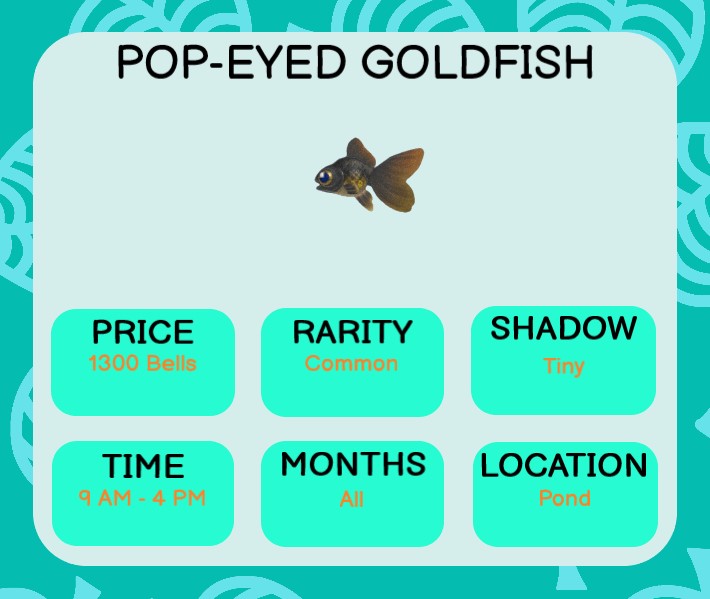 POP-EYED GOLDFISH
PRICE
1300 Bells
RARITY
Common
SHADOW
Tiny
TIME
9 AM - 4 PM
MONTHS
All
LOCATION
Pond